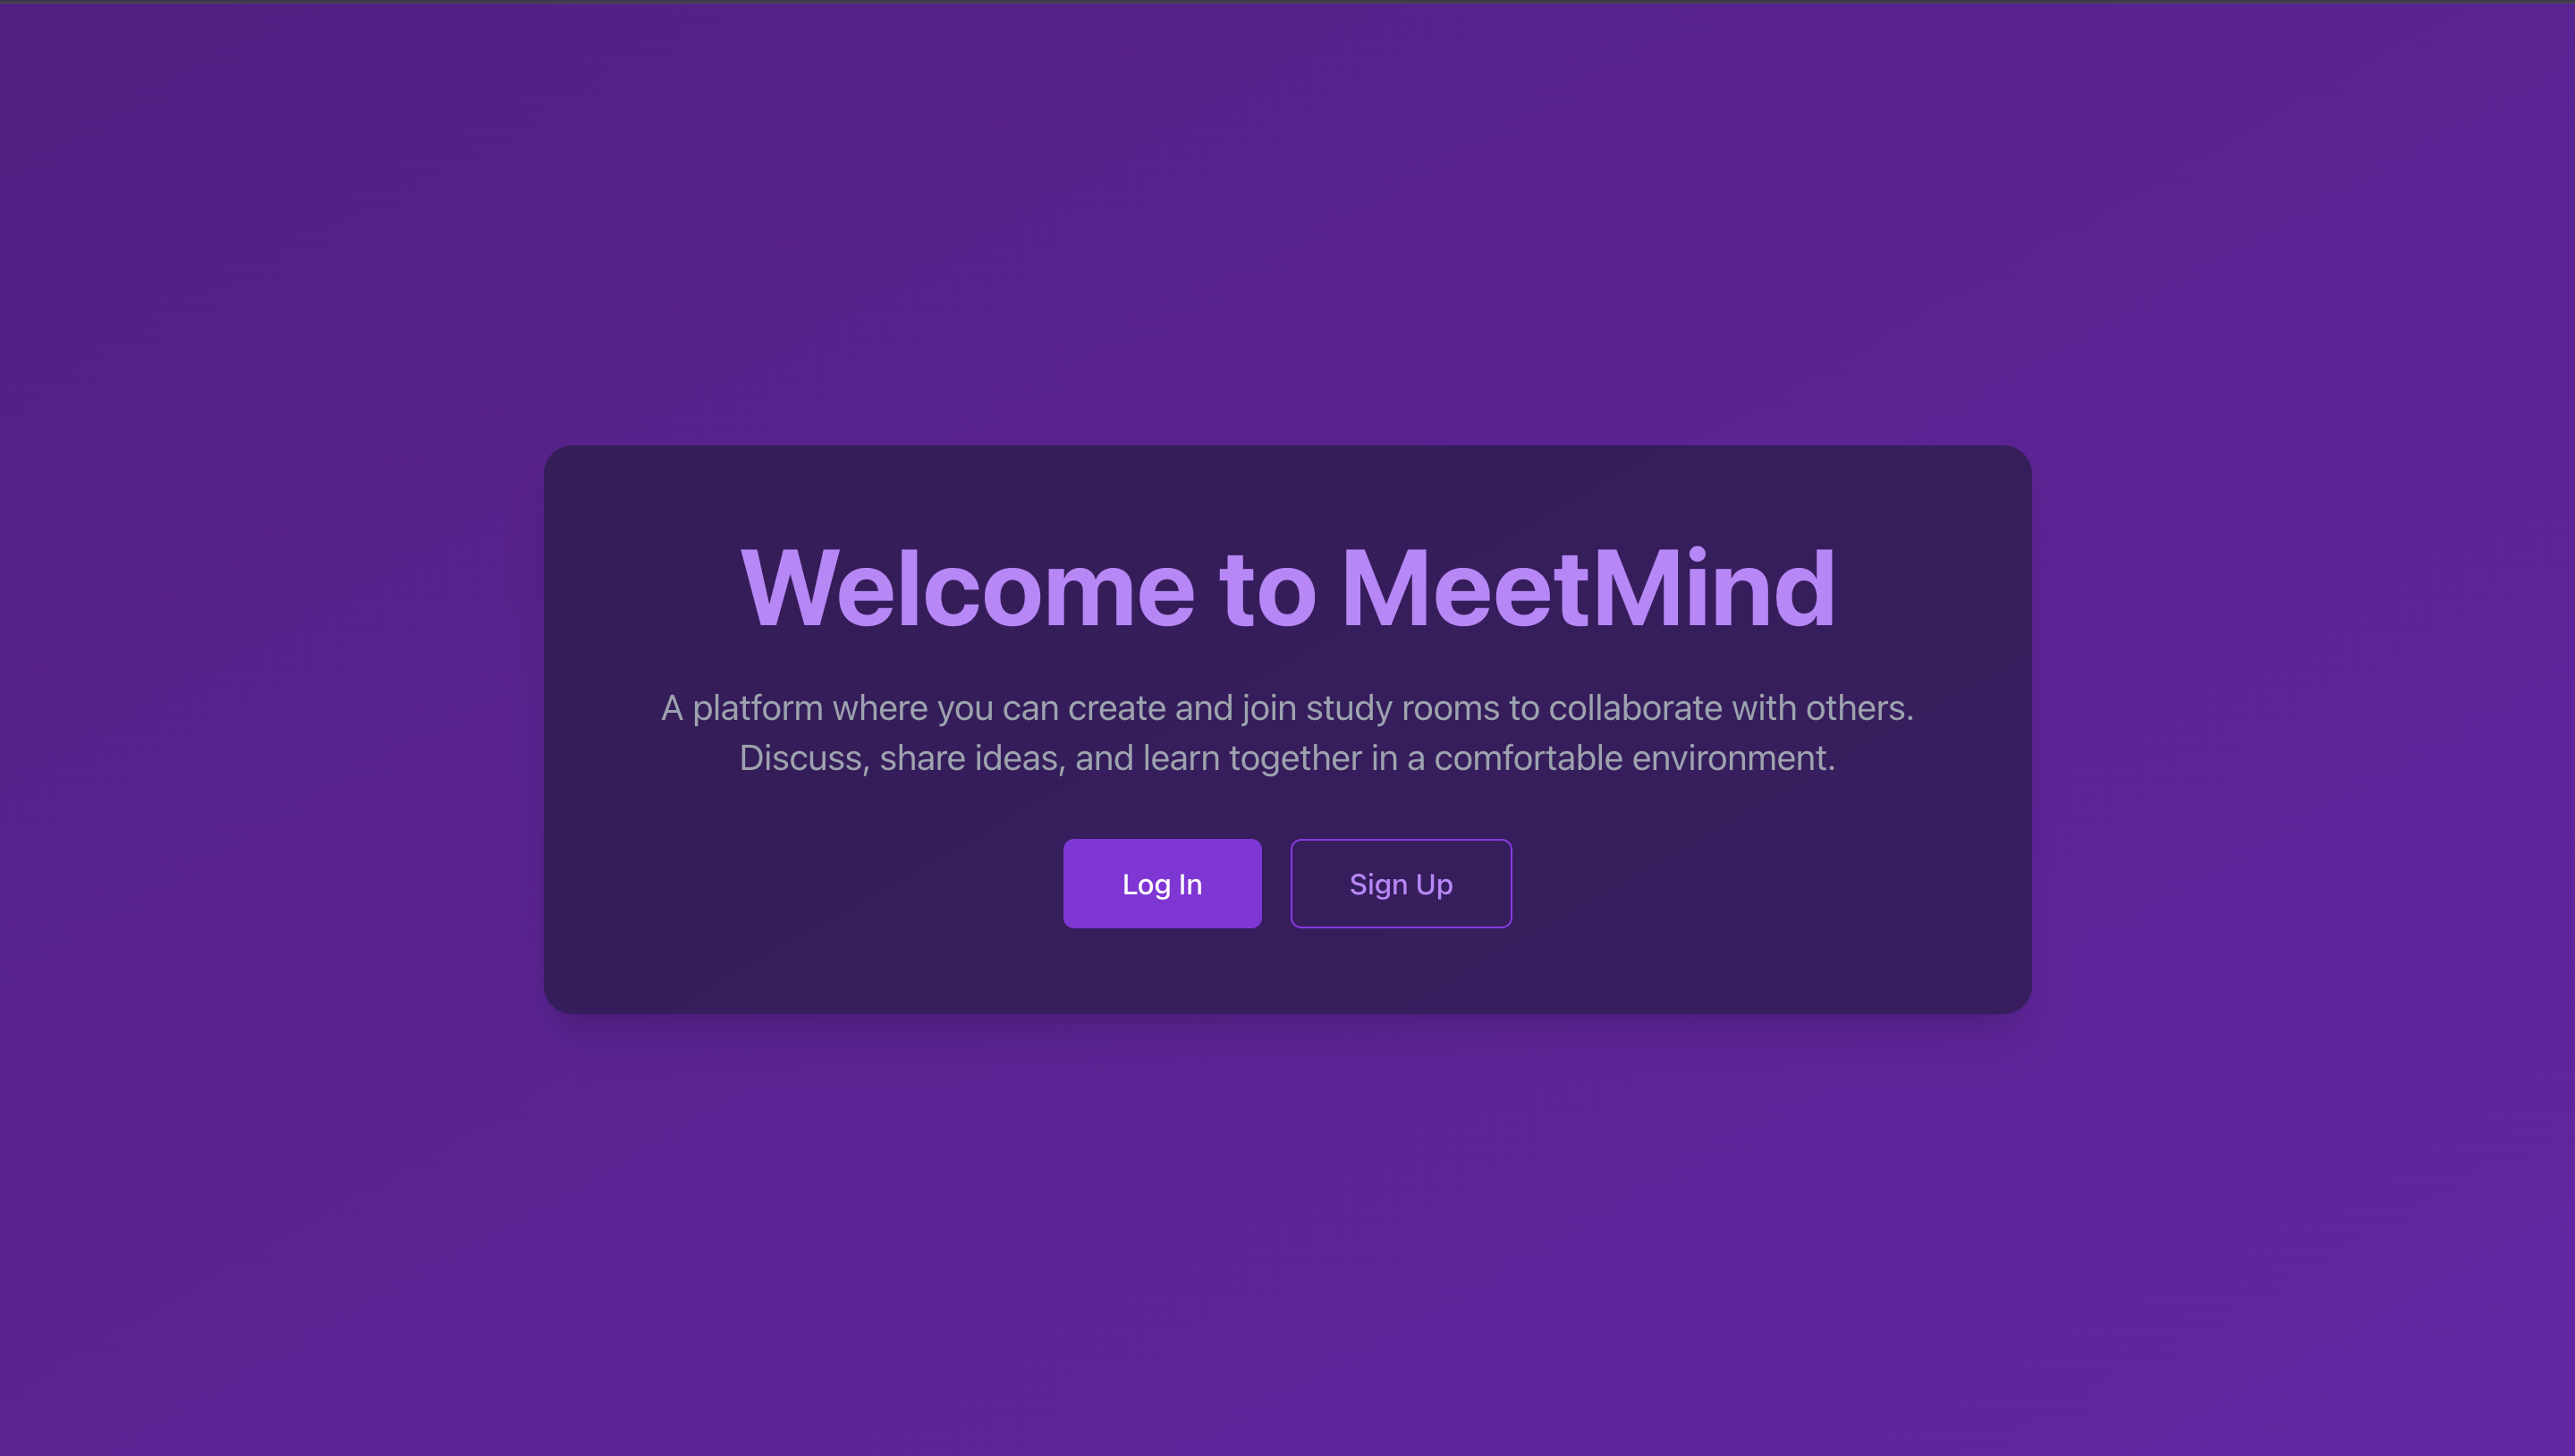 Welcome to MeetMind
A platform where you can create and join study rooms to collaborate with others.
Discuss, share ideas, and learn together in a comfortable environment.
Log In
Sign Up